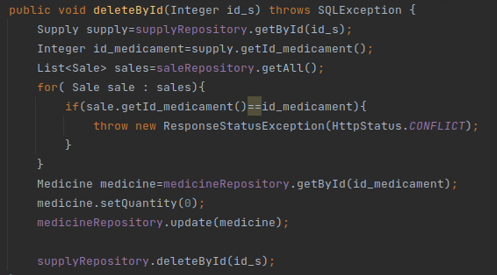 public void deleteById(Integer id_s) throws SQLException {
    Supply supply=supplyRepository.getById(id_s);
    Integer id_medicament=supply.getId_medicament();
    List<Sale> sales=saleRepository.getAll();
    for( Sale sale : sales){
        if(sale.getId_medicament()==id_medicament){
            throw new ResponseStatusException(HttpStatus.CONFLICT);
        }
    }
    Medicine medicine=medicineRepository.getById(id_medicament);
    medicine.setQuantity(0);
    medicineRepository.update(medicine);

    supplyRepository.deleteById(id_s);